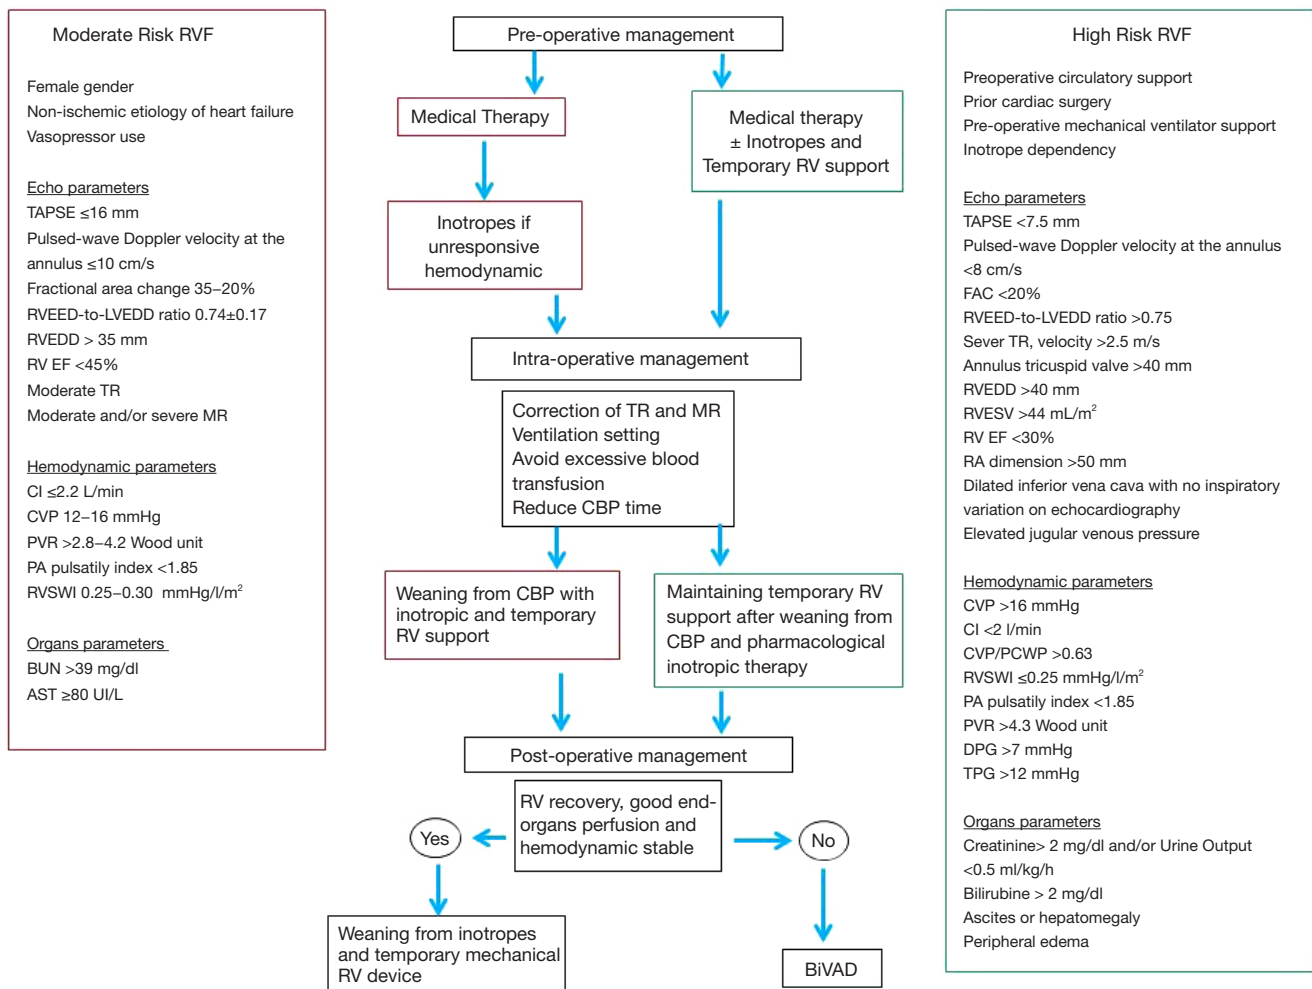 Moderate Risk RVF
Female gender
Non-ischemic etiology of heart failure
Vasopressor use
Echo parameters
TAPSE ≤16 mm
Pulsed-wave Doppler velocity at the
annulus ≤10 cm/s
Fractional area change 35–20%
RVEED-to-LVEDD ratio 0.74±0.17
RVEDD > 35 mm
RV EF <45%
Moderate TR
Moderate and/or severe MR
Hemodynamic parameters
CI ≤2.2 L/min
CVP 12–16 mmHg
PVR >2.8–4.2 Wood unit
PA pulsatily index <1.85
RVSWI 0.25–0.30 mmHg/l/m²
Organs parameters
BUN >39 mg/dl
AST ≥80 UI/L
Pre-operative management
Medical Therapy
Medical therapy
± Inotropes and
Temporary RV support
Inotropes if
unresponsive
hemodynamic
Intra-operative management
Correction of TR and MR
Ventilation setting
Avoid excessive blood
transfusion
Reduce CBP time
Weaning from CBP with
inotropic and temporary
RV support
Maintaining temporary RV
support after weaning from
CBP and pharmacological
inotropic therapy
Post-operative management
RV recovery, good end-
organs perfusion and
hemodynamic stable
Yes
No
Weaning from inotropes
and temporary mechanical
RV device
BiVAD
High Risk RVF
Preoperative circulatory support
Prior cardiac surgery
Pre-operative mechanical ventilator support
Inotrope dependency
Echo parameters
TAPSE <7.5 mm
Pulsed-wave Doppler velocity at the annulus
<8 cm/s
FAC <20%
RVEED-to-LVEDD ratio >0.75
Sever TR, velocity >2.5 m/s
Annulus tricuspid valve >40 mm
RVEDD >40 mm
RVESV >44 mL/m²
RV EF <30%
RA dimension >50 mm
Dilated inferior vena cava with no inspiratory
variation on echocardiography
Elevated jugular venous pressure
Hemodynamic parameters
CVP >16 mmHg
CI <2 l/min
CVP/PCWP >0.63
RVSWI ≤0.25 mmHg/l/m²
PA pulsatily index <1.85
PVR >4.3 Wood unit
DPG >7 mmHg
TPG >12 mmHg
Organs parameters
Creatinine> 2 mg/dl and/or Urine Output
<0.5 ml/kg/h
Bilirubine > 2 mg/dl
Ascites or hepatomegaly
Peripheral edema